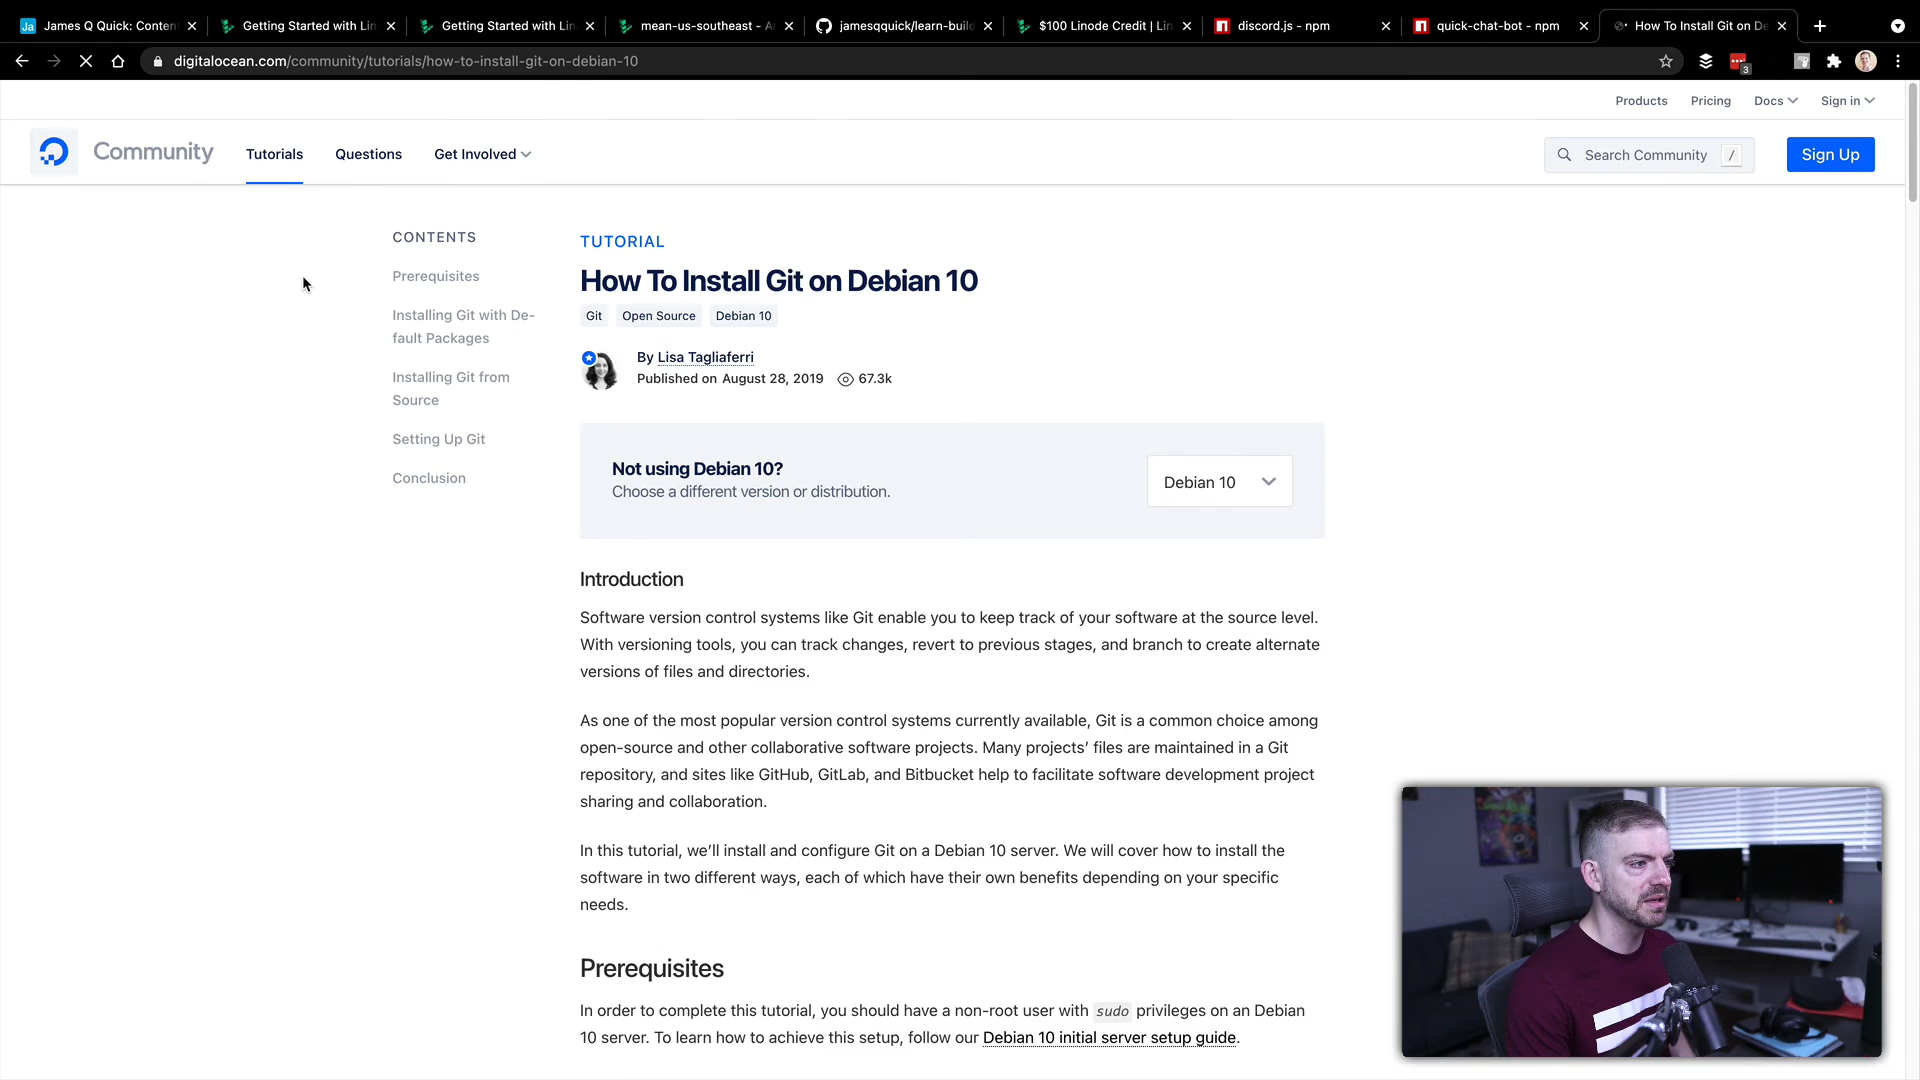 James Q Quick: Conten
Getting Started with Lin
Getting Started with Lin
mean-us-southeast - A
jamesqquick/learn-build
$100 Linode Credit | Lin
discord.js - npm
quick-chat-bot - npm
How To Install Git on De
digitalocean.com/community/tutorials/how-to-install-git-on-debian-10
3
Products
Pricing
Docs
Sign in
Community
Tutorials
Questions
Get Involved
Search Community
/
Sign Up
CONTENTS
Prerequisites
Installing Git with De-
fault Packages
Installing Git from
Source
Setting Up Git
Conclusion
TUTORIAL
How To Install Git on Debian 10
Git
Open Source
Debian 10
By Lisa Tagliaferri
Published on August 28, 2019
67.3k
Not using Debian 10?
Choose a different version or distribution.
Debian 10
Introduction
Software version control systems like Git enable you to keep track of your software at the source level.
With versioning tools, you can track changes, revert to previous stages, and branch to create alternate
versions of files and directories.
As one of the most popular version control systems currently available, Git is a common choice among
open-source and other collaborative software projects. Many projects’ files are maintained in a Git
repository, and sites like GitHub, GitLab, and Bitbucket help to facilitate software development project
sharing and collaboration.
In this tutorial, we’ll install and configure Git on a Debian 10 server. We will cover how to install the
software in two different ways, each of which have their own benefits depending on your specific
needs.
Prerequisites
In order to complete this tutorial, you should have a non-root user with sudo privileges on an Debian
10 server. To learn how to achieve this setup, follow our Debian 10 initial server setup guide.